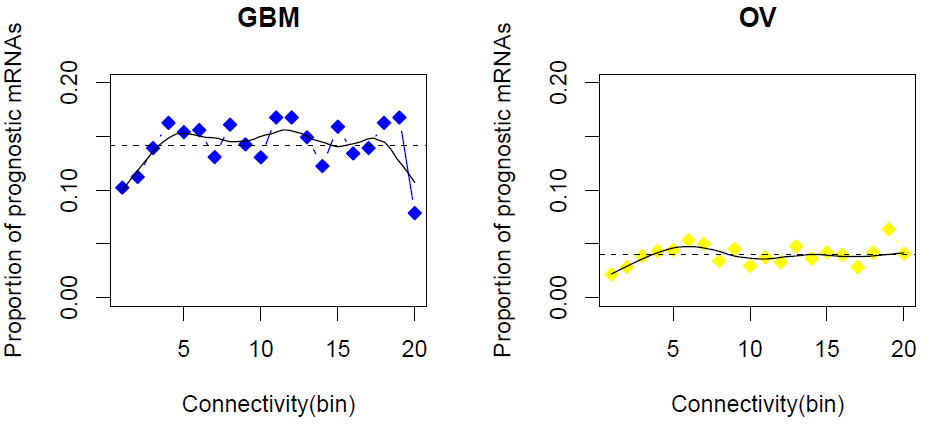 GBM
Proportion of prognostic mRNAs
0.20
0.10
0.00
5 10 15 20
Connectivity(bin)
OV
Proportion of prognostic mRNAs
0.20
0.10
0.00
5 10 15 20
Connectivity(bin)